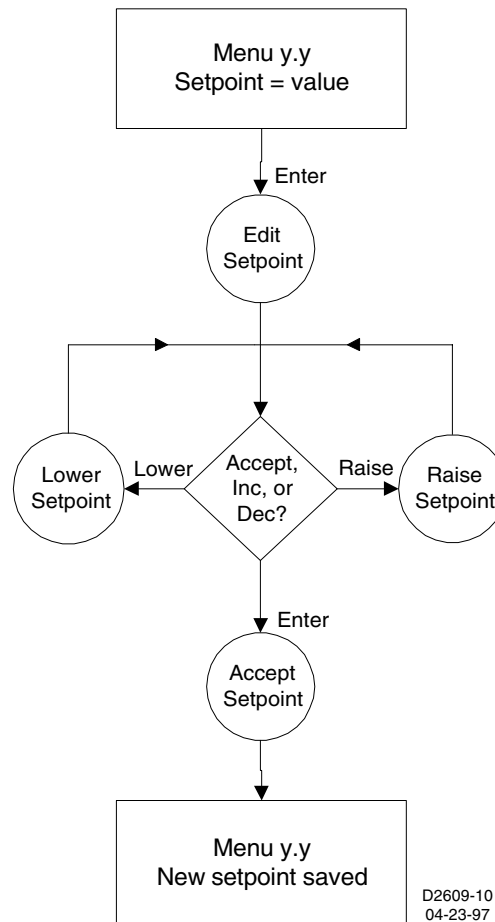 Menu y.y
Setpoint = value
Enter
Edit
Setpoint
Lower
Setpoint
Lower
Accept,
Inc, or
Dec?
Raise
Raise
Setpoint
Enter
Accept
Setpoint
Menu y.y
New setpoint saved
D2609-10
04-23-97